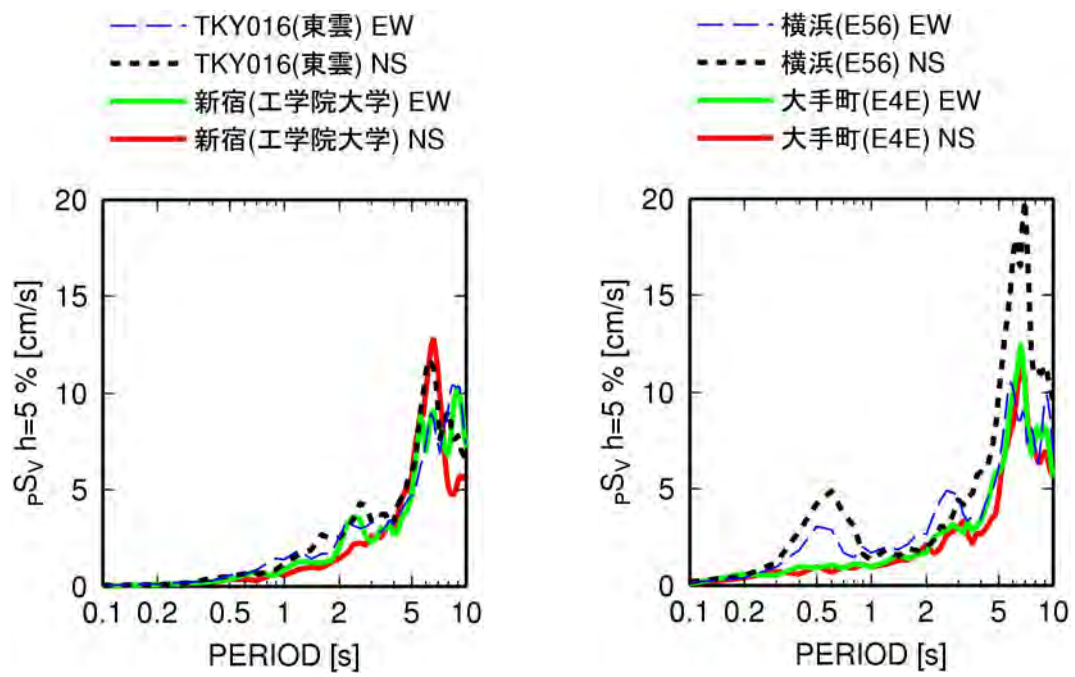 TKY016(東雲) EW
TKY016(東雲) NS
新宿(工学院大学) EW
新宿(工学院大学) NS
20
15
10
5
0
PSV h=5 % [cm/s]
0.1 0.2 0.5 1 2 5 10
PERIOD [s]
横浜(E56) EW
横浜(E56) NS
大手町(E4E) EW
大手町(E4E) NS
20
15
10
5
0
PSV h=5 % [cm/s]
0.1 0.2 0.5 1 2 5 10
PERIOD [s]